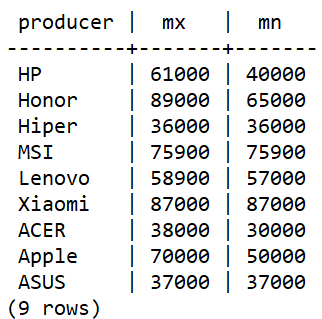 producer |  mx   |  mn
----------+-------+-------
 HP       | 61000 | 40000
 Honor    | 89000 | 65000
 Hiper    | 36000 | 36000
 MSI      | 75900 | 75900
 Lenovo   | 58900 | 57000
 Xiaomi   | 87000 | 87000
 ACER     | 38000 | 30000
 Apple    | 70000 | 50000
 ASUS     | 37000 | 37000
(9 rows)